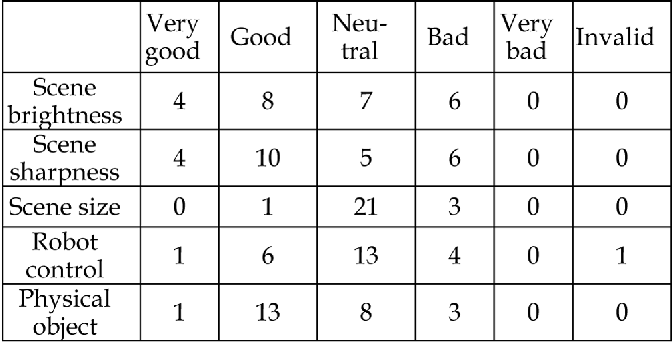 Very good Good Neu-tral Bad Very bad Invalid
Scene brightness 4 8 7 6 0 0
Scene sharpness 4 10 5 6 0 0
Scene size 0 1 21 3 0 0
Robot control 1 6 13 4 0 1
Physical object 1 13 8 3 0 0